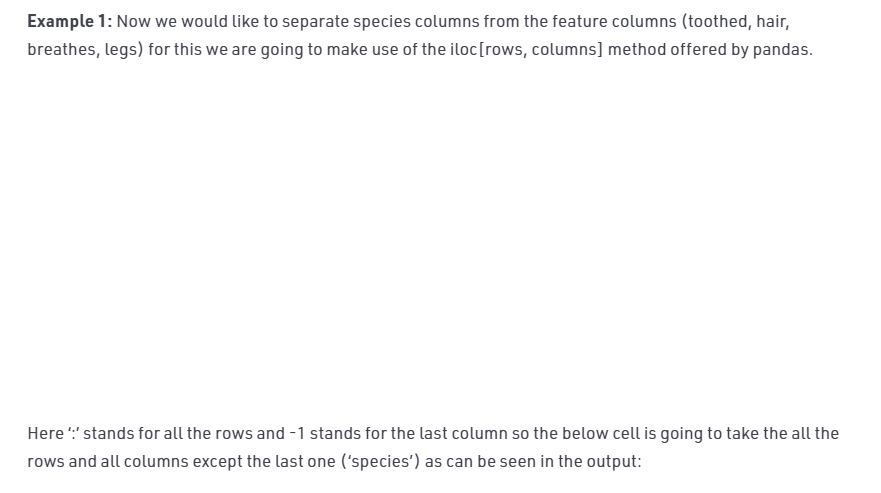 Example 1: Now we would like to separate species columns from the feature columns (toothed, hair,
breathes, legs) for this we are going to make use of the iloc[rows, columns] method offered by pandas.
Here ‘:’ stands for all the rows and -1 stands for the last column so the below cell is going to take the all the
rows and all columns except the last one (‘species’) as can be seen in the output: